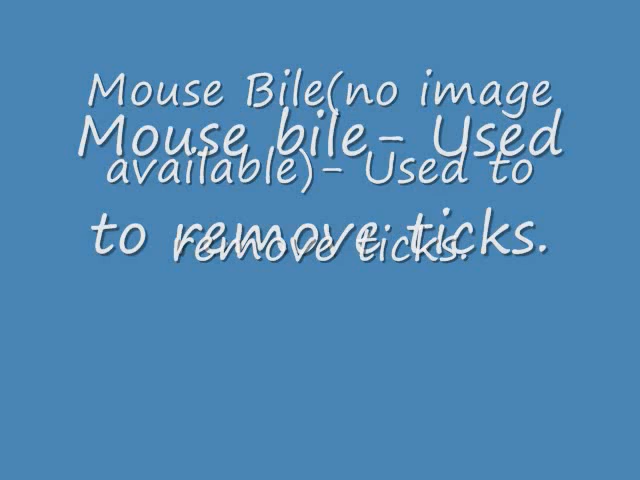 Mouse Bile(no image
Mouse bile- Used
available)- Used to
to remove ticks.
remove ticks.